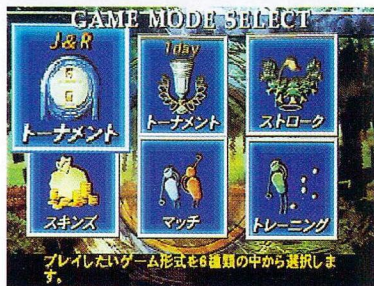 GAME MODE SELECT
J&R
トーナメント
1day
トーナメント
ストローク
スキンズ
マッチ
トレーニング
プレイしたいゲーム形式を6種類の中から選択しま
す。